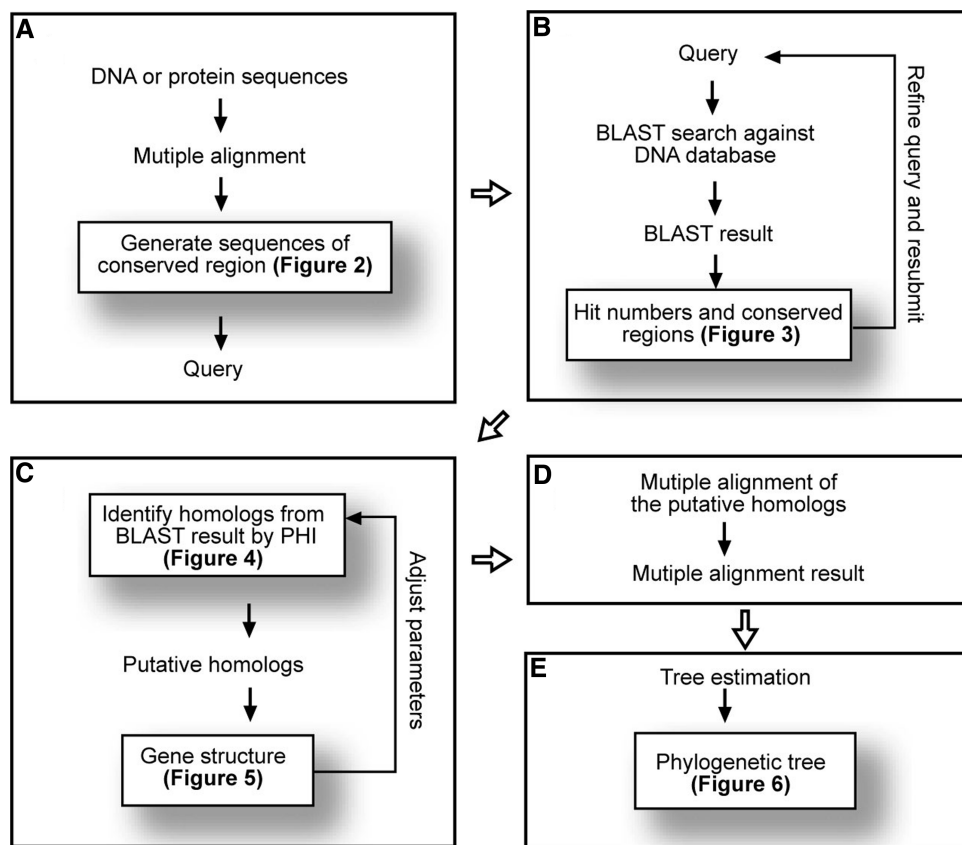 A
DNA or protein sequences
Mutiple alignment
Generate sequences of
conserved region (Figure 2)
Query
B
Query
BLAST search against
DNA database
BLAST result
Hit numbers and conserved
regions (Figure 3)
Refine query and resubmit
C
Identify homologs from
BLAST result by PHI
(Figure 4)
Putative homologs
Gene structure
(Figure 5)
Adjust parameters
D
Mutiple alignment of
the putative homologs
Mutiple alignment result
E
Tree estimation
Phylogenetic tree
(Figure 6)